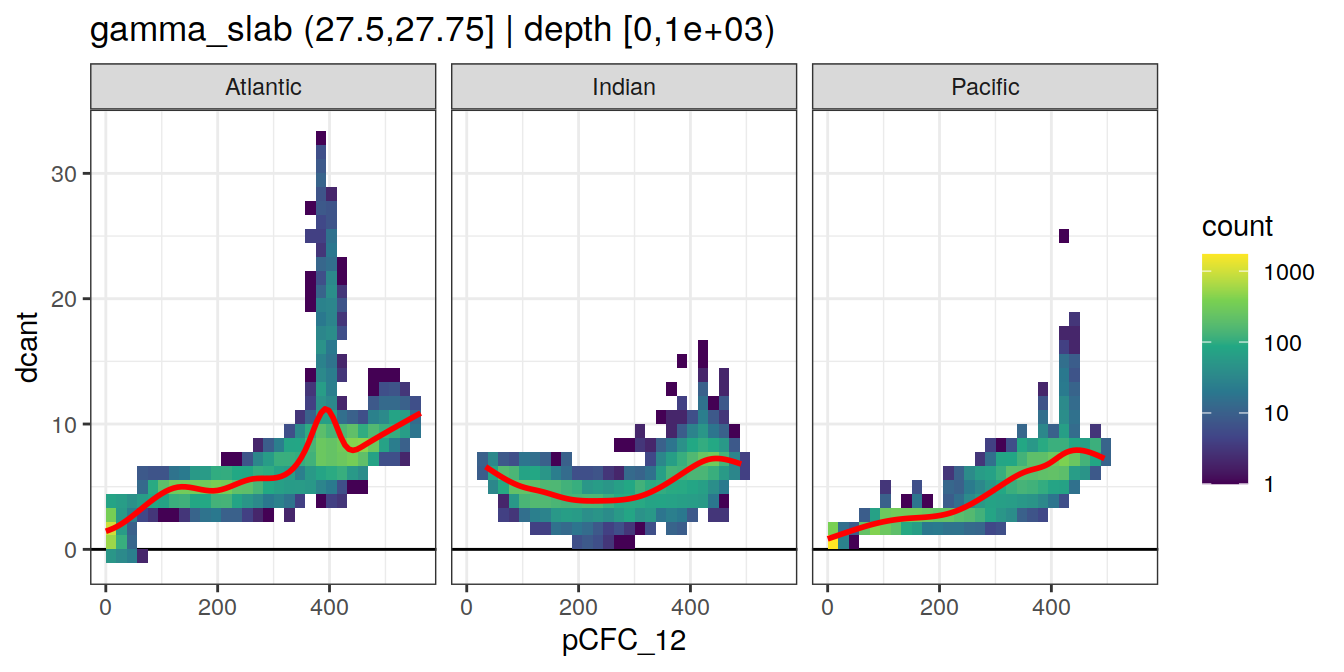 gamma_slab (27.5,27.75] | depth [0,1e+03)
Atlantic
Indian
Pacific
dcant
30
20
10
0
0 200 400
0 200 400
0 200 400
pCFC_12
count
1000
100
10
1